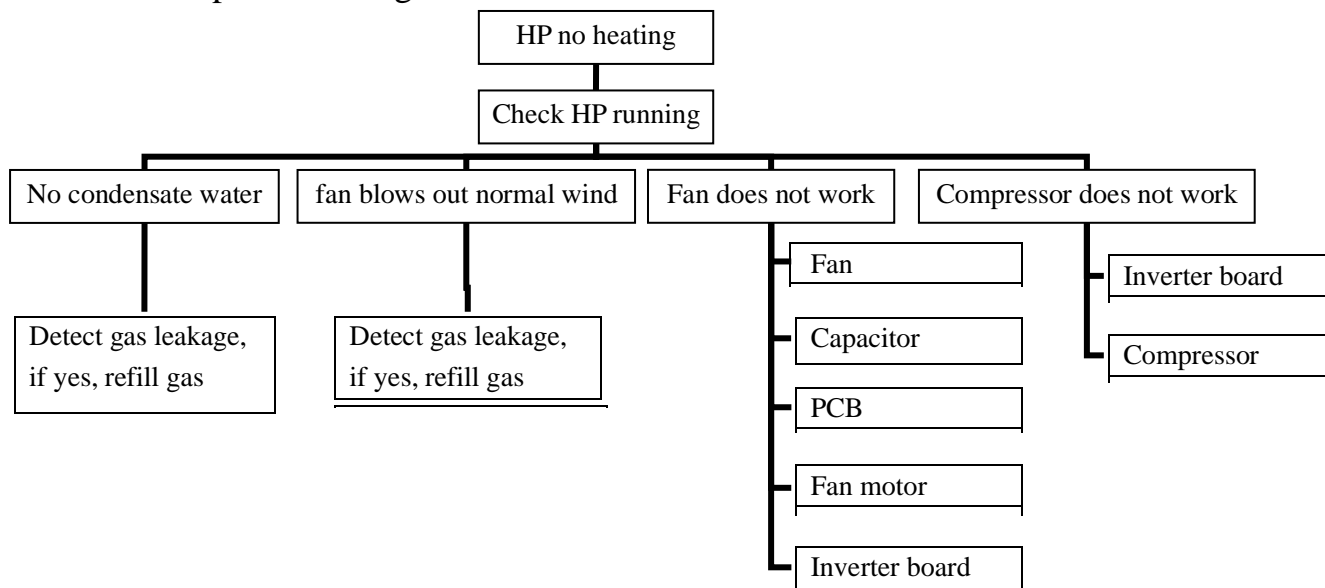 HP no heating
Check HP running
No condensate water
fan blows out normal wind
Fan does not work
Compressor does not work
Detect gas leakage,
if yes, refill gas
Detect gas leakage,
if yes, refill gas
Fan
Capacitor
PCB
Fan motor
Inverter board
Inverter board
Compressor